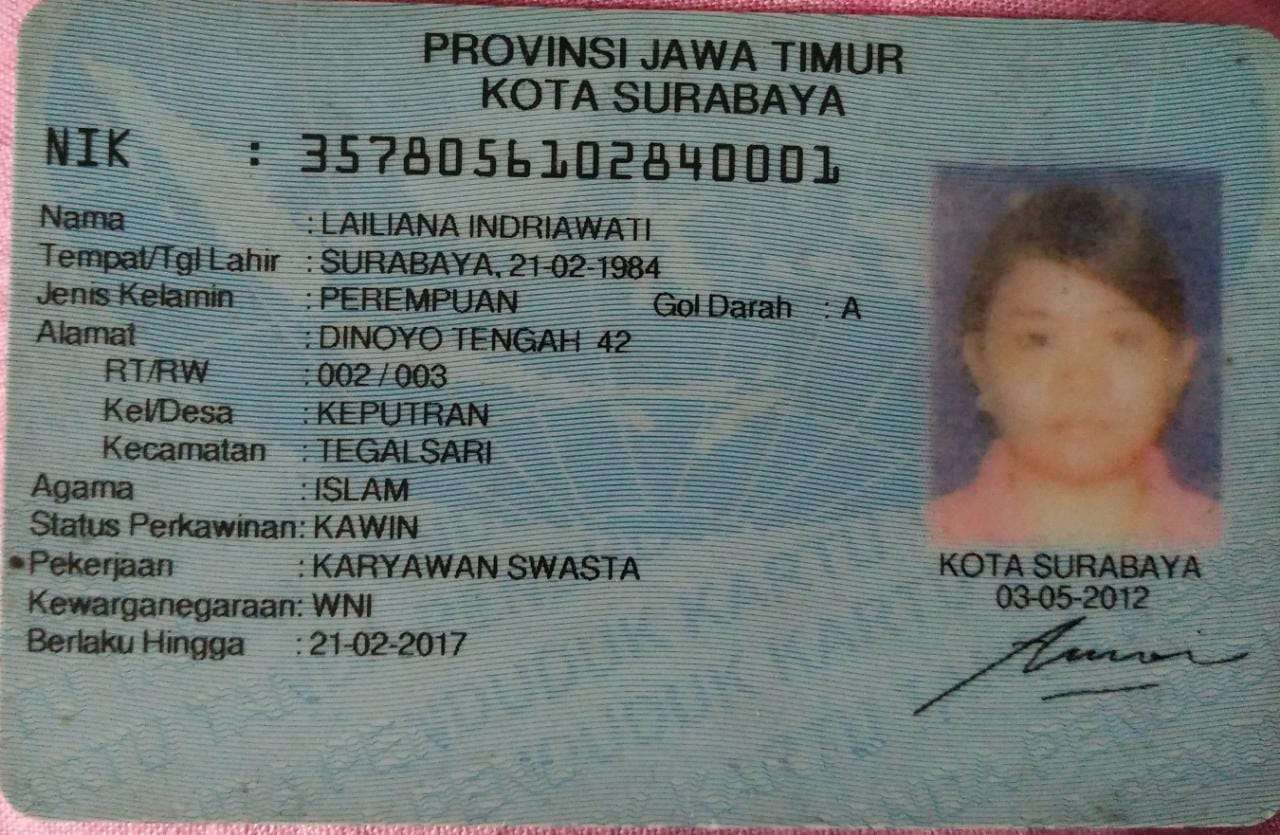 PROVINSI JAWA TIMUR
KOTA SURABAYA
NIK : 3578056102840001
Nama : LAILIANA INDRIAWATI
Tempat/Tgl Lahir : SURABAYA, 21-02-1984
Jenis Kelamin : PEREMPUAN Gol Darah : A
Alamat : DINOYO TENGAH 42
RT/RW : 002 / 003
Kel/Desa : KEPUTRAN
Kecamatan : TEGALSARI
Agama : ISLAM
Status Perkawinan: KAWIN
Pekerjaan : KARYAWAN SWASTA
Kewarganegaraan: WNI
Berlaku Hingga : 21-02-2017
KOTA SURABAYA
03-05-2012